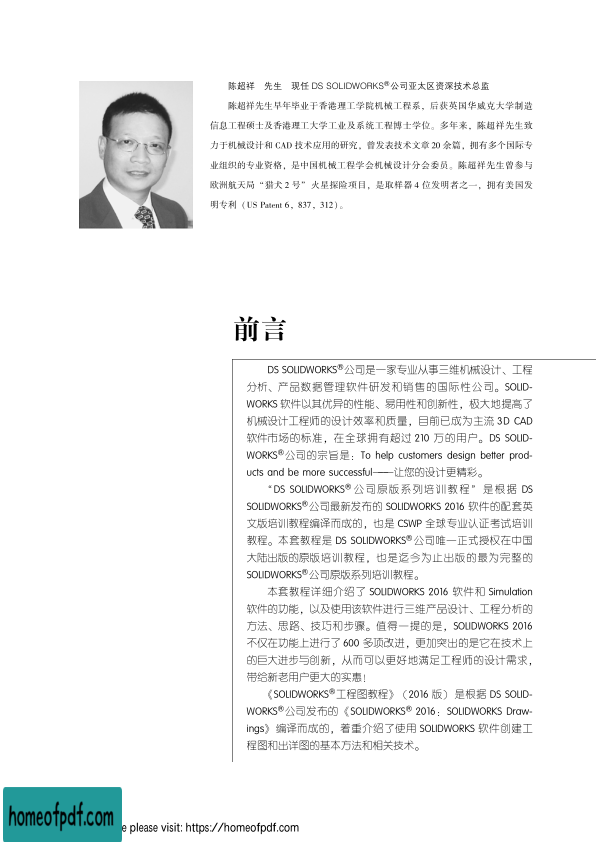 陈超祥 先生 现任 DS SOLIDWORKS®公司亚太区资深技术总监
陈超祥先生早年毕业于香港理工学院机械工程系，后获英国华威克大学制造
信息工程硕士及香港理工大学工业及系统工程博士学位。多年来，陈超祥先生致
力于机械设计和 CAD 技术应用的研究，曾发表技术文章 20 余篇，拥有多个国际专
业组织的专业资格，是中国机械工程学会机械设计分会委员。陈超祥先生曾参与
欧洲航天局“猎犬 2 号”火星探险项目，是取样器 4 位发明者之一，拥有美国发
明专利（US Patent 6，837，312）。
前言
DS SOLIDWORKS®公司是一家专业从事三维机械设计、工程
分析、产品数据管理软件研发和销售的国际性公司。SOLID-
WORKS 软件以其优异的性能、易用性和创新性，极大地提高了
机械设计工程师的设计效率和质量，目前已成为主流 3D CAD
软件市场的标准，在全球拥有超过 210 万的用户。DS SOLID-
WORKS®公司的宗旨是：To help customers design better prod-
ucts and be more successful——让您的设计更精彩。
“DS SOLIDWORKS®公司原版系列培训教程”是根据 DS
SOLIDWORKS®公司最新发布的 SOLIDWORKS 2016 软件的配套英
文版培训教程编译而成的，也是 CSWP 全球专业认证考试培训
教程。本套教程是 DS SOLIDWORKS®公司唯一正式授权在中国
大陆出版的原版培训教程，也是迄今为止出版的最为完整的
SOLIDWORKS®公司原版系列培训教程。
本套教程详细介绍了 SOLIDWORKS 2016 软件和 Simulation
软件的功能，以及使用该软件进行三维产品设计、工程分析的
方法、思路、技巧和步骤。值得一提的是，SOLIDWORKS 2016
不仅在功能上进行了 600 多项改进，更加突出的是它在技术上
的巨大进步与创新，从而可以更好地满足工程师的设计需求，
带给新老用户更大的实惠！
《SOLIDWORKS®工程图教程》（2016 版）是根据 DS SOLID-
WORKS®公司发布的《SOLIDWORKS® 2016：SOLIDWORKS Draw-
ings》编译而成的，着重介绍了使用 SOLIDWORKS 软件创建工
程图和出详图的基本方法和相关技术。
homeofpdf.com
e please visit: https://homeofpdf.com